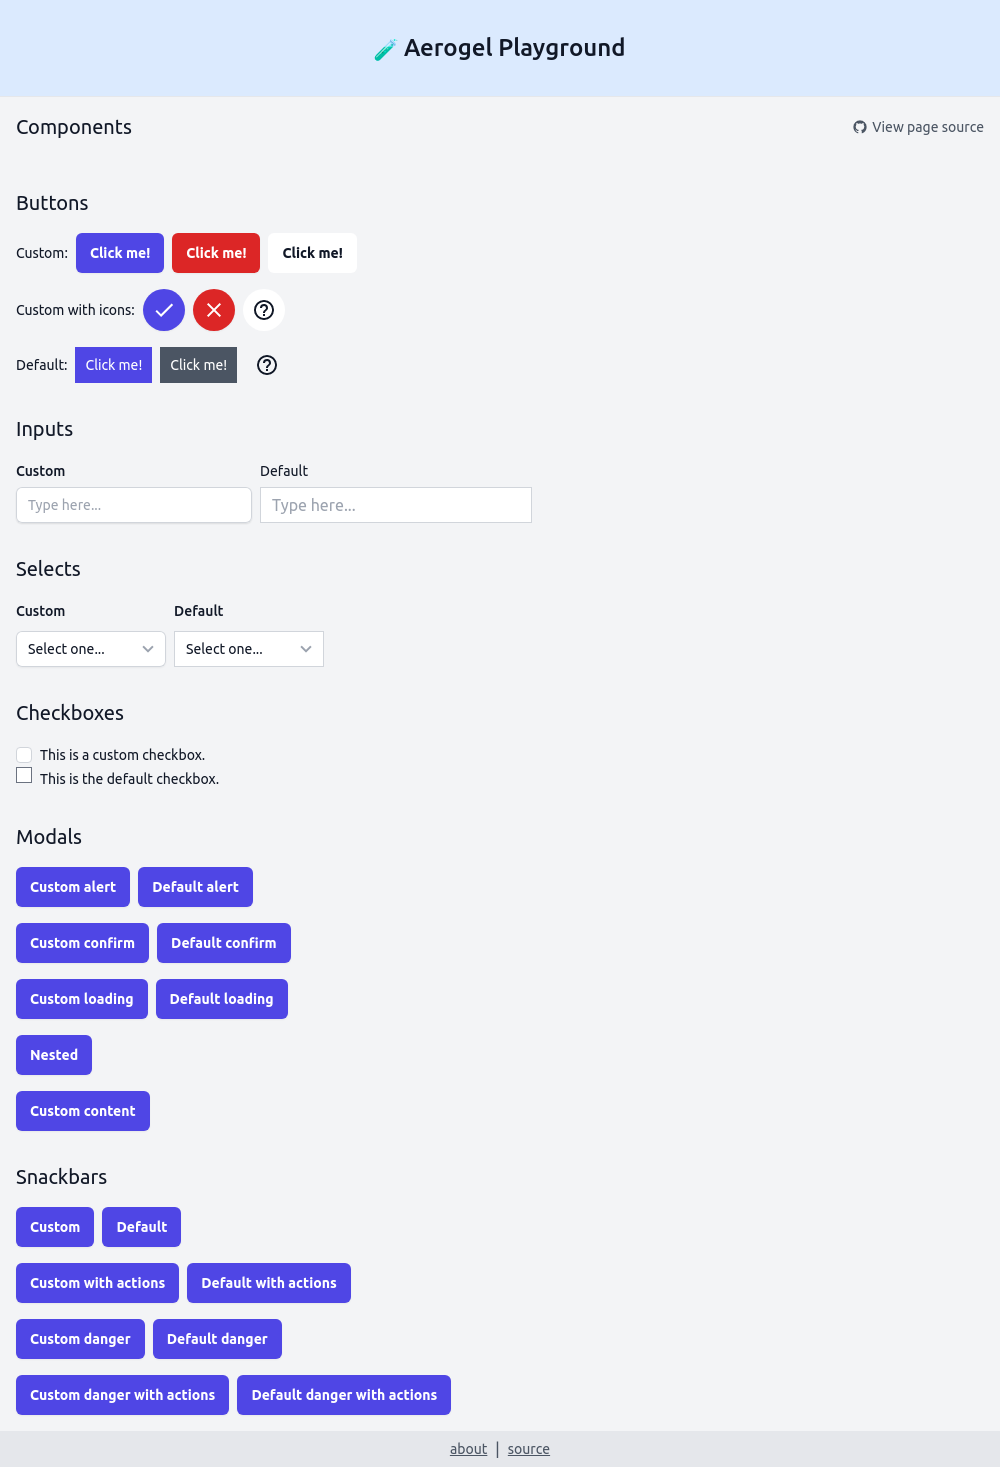 Aerogel Playground
Components View page source
Buttons
Custom: Click me! Click me! Click me!
Custom with icons:
Default: Click me! Click me!
Inputs
Custom Default
Type here... Type here...
Selects
Custom Default
Select one... Select one...
Checkboxes
This is a custom checkbox.
This is the default checkbox.
Modals
Custom alert Default alert
Custom confirm Default confirm
Custom loading Default loading
Nested
Custom content
Snackbars
Custom Default
Custom with actions Default with actions
Custom danger Default danger
Custom danger with actions Default danger with actions
about | source